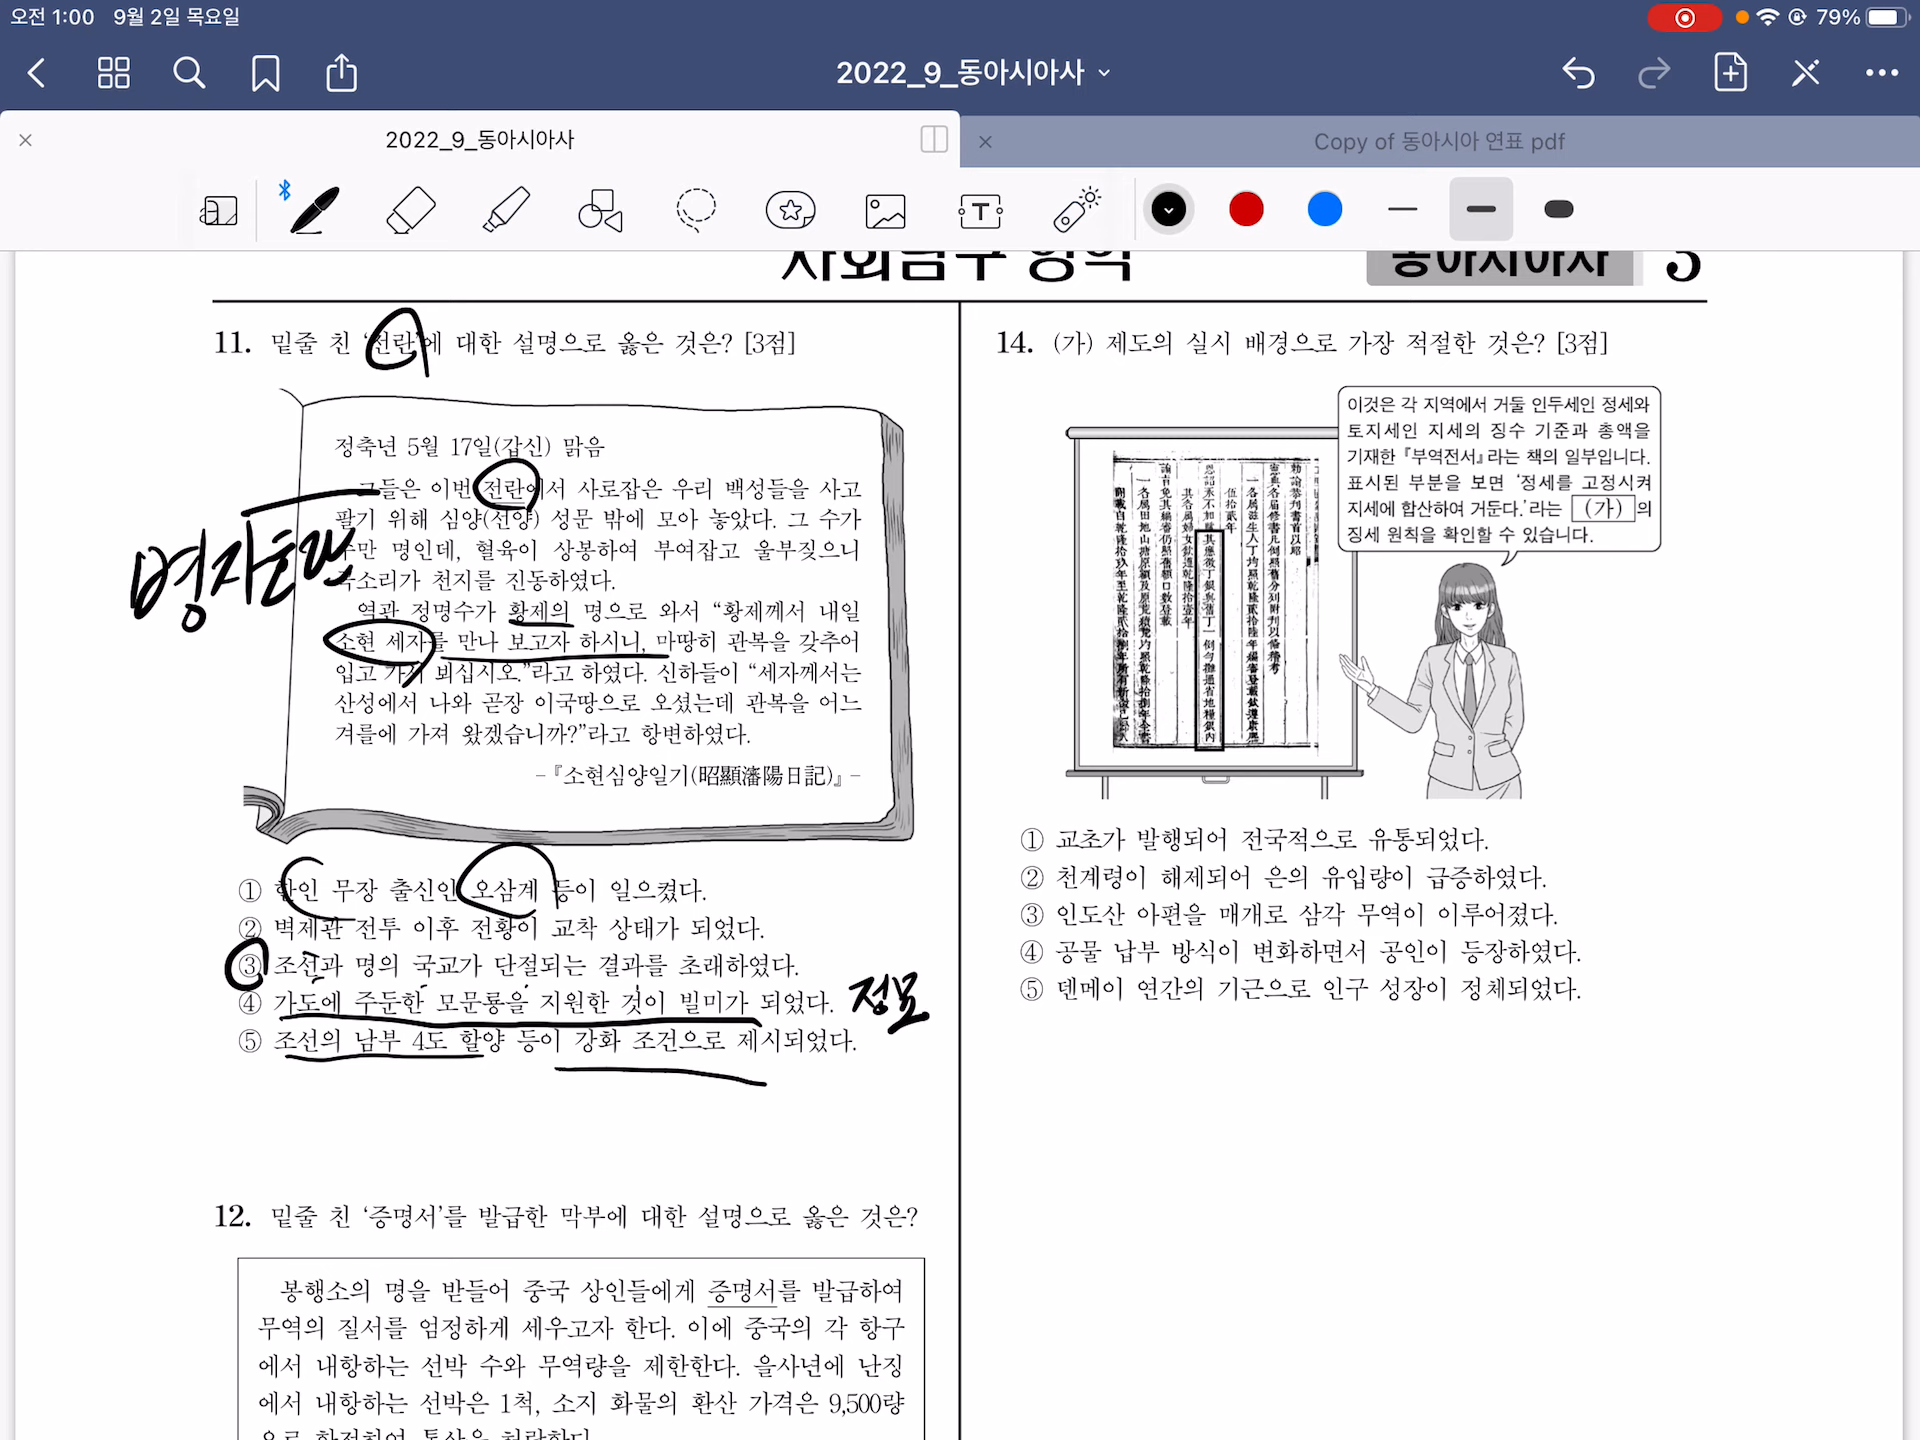 오전 1:00 9월 2일 목요일
79%
2022_9_동아시아사
2022_9_동아시아사
Copy of 동아시아 연표 pdf
사회탐구 영역 동아시아사 5
11. 밑줄 친 ‘전란’에 대한 설명으로 옳은 것은? [3점]
정축년 5월 17일(갑신) 맑음
그들은 이번 전란에서 사로잡은 우리 백성들을 사고
팔기 위해 심양(선양) 성문 밖에 모아 놓았다. 그 수가
수만 명인데, 혈육이 상봉하여 부여잡고 울부짖으니
곡소리가 천지를 진동하였다.
역관 정명수가 황제의 명으로 와서 “황제께서 내일
소현 세자를 만나 보고자 하시니, 마땅히 관복을 갖추어
입고 가서 뵈십시오.”라고 하였다. 신하들이 “세자께서는
산성에서 나와 곧장 이국땅으로 오셨는데 관복을 어느
겨를에 가져 왔겠습니까?”라고 항변하였다.
-『소현심양일기(昭顯瀋陽日記)』-
병자호란
① 한인 무장 출신인 오삼계 등이 일으켰다.
② 벽제관 전투 이후 전황이 교착 상태가 되었다.
③ 조선과 명의 국교가 단절되는 결과를 초래하였다.
④ 가도에 주둔한 모문룡을 지원한 것이 빌미가 되었다. 정묘
⑤ 조선의 남부 4도 할양 등이 강화 조건으로 제시되었다.
12. 밑줄 친 ‘증명서’를 발급한 막부에 대한 설명으로 옳은 것은?
봉행소의 명을 받들어 중국 상인들에게 증명서를 발급하여
무역의 질서를 엄정하게 세우고자 한다. 이에 중국의 각 항구
에서 내항하는 선박 수와 무역량을 제한한다. 을사년에 난징
에서 내항하는 선박은 1척, 소지 화물의 환산 가격은 9,500량
으로 한정하여 통상을 허락한다.
14. (가) 제도의 실시 배경으로 가장 적절한 것은? [3점]
이것은 각 지역에서 거둘 인두세인 정세와
토지세인 지세의 징수 기준과 총액을
기재한『부역전서』라는 책의 일부입니다.
표시된 부분을 보면 ‘정세를 고정시켜
지세에 합산하여 거둔다.’라는 (가) 의
징세 원칙을 확인할 수 있습니다.
① 교초가 발행되어 전국적으로 유통되었다.
② 천계령이 해제되어 은의 유입량이 급증하였다.
③ 인도산 아편을 매개로 삼각 무역이 이루어졌다.
④ 공물 납부 방식이 변화하면서 공인이 등장하였다.
⑤ 덴메이 연간의 기근으로 인구 성장이 정체되었다.